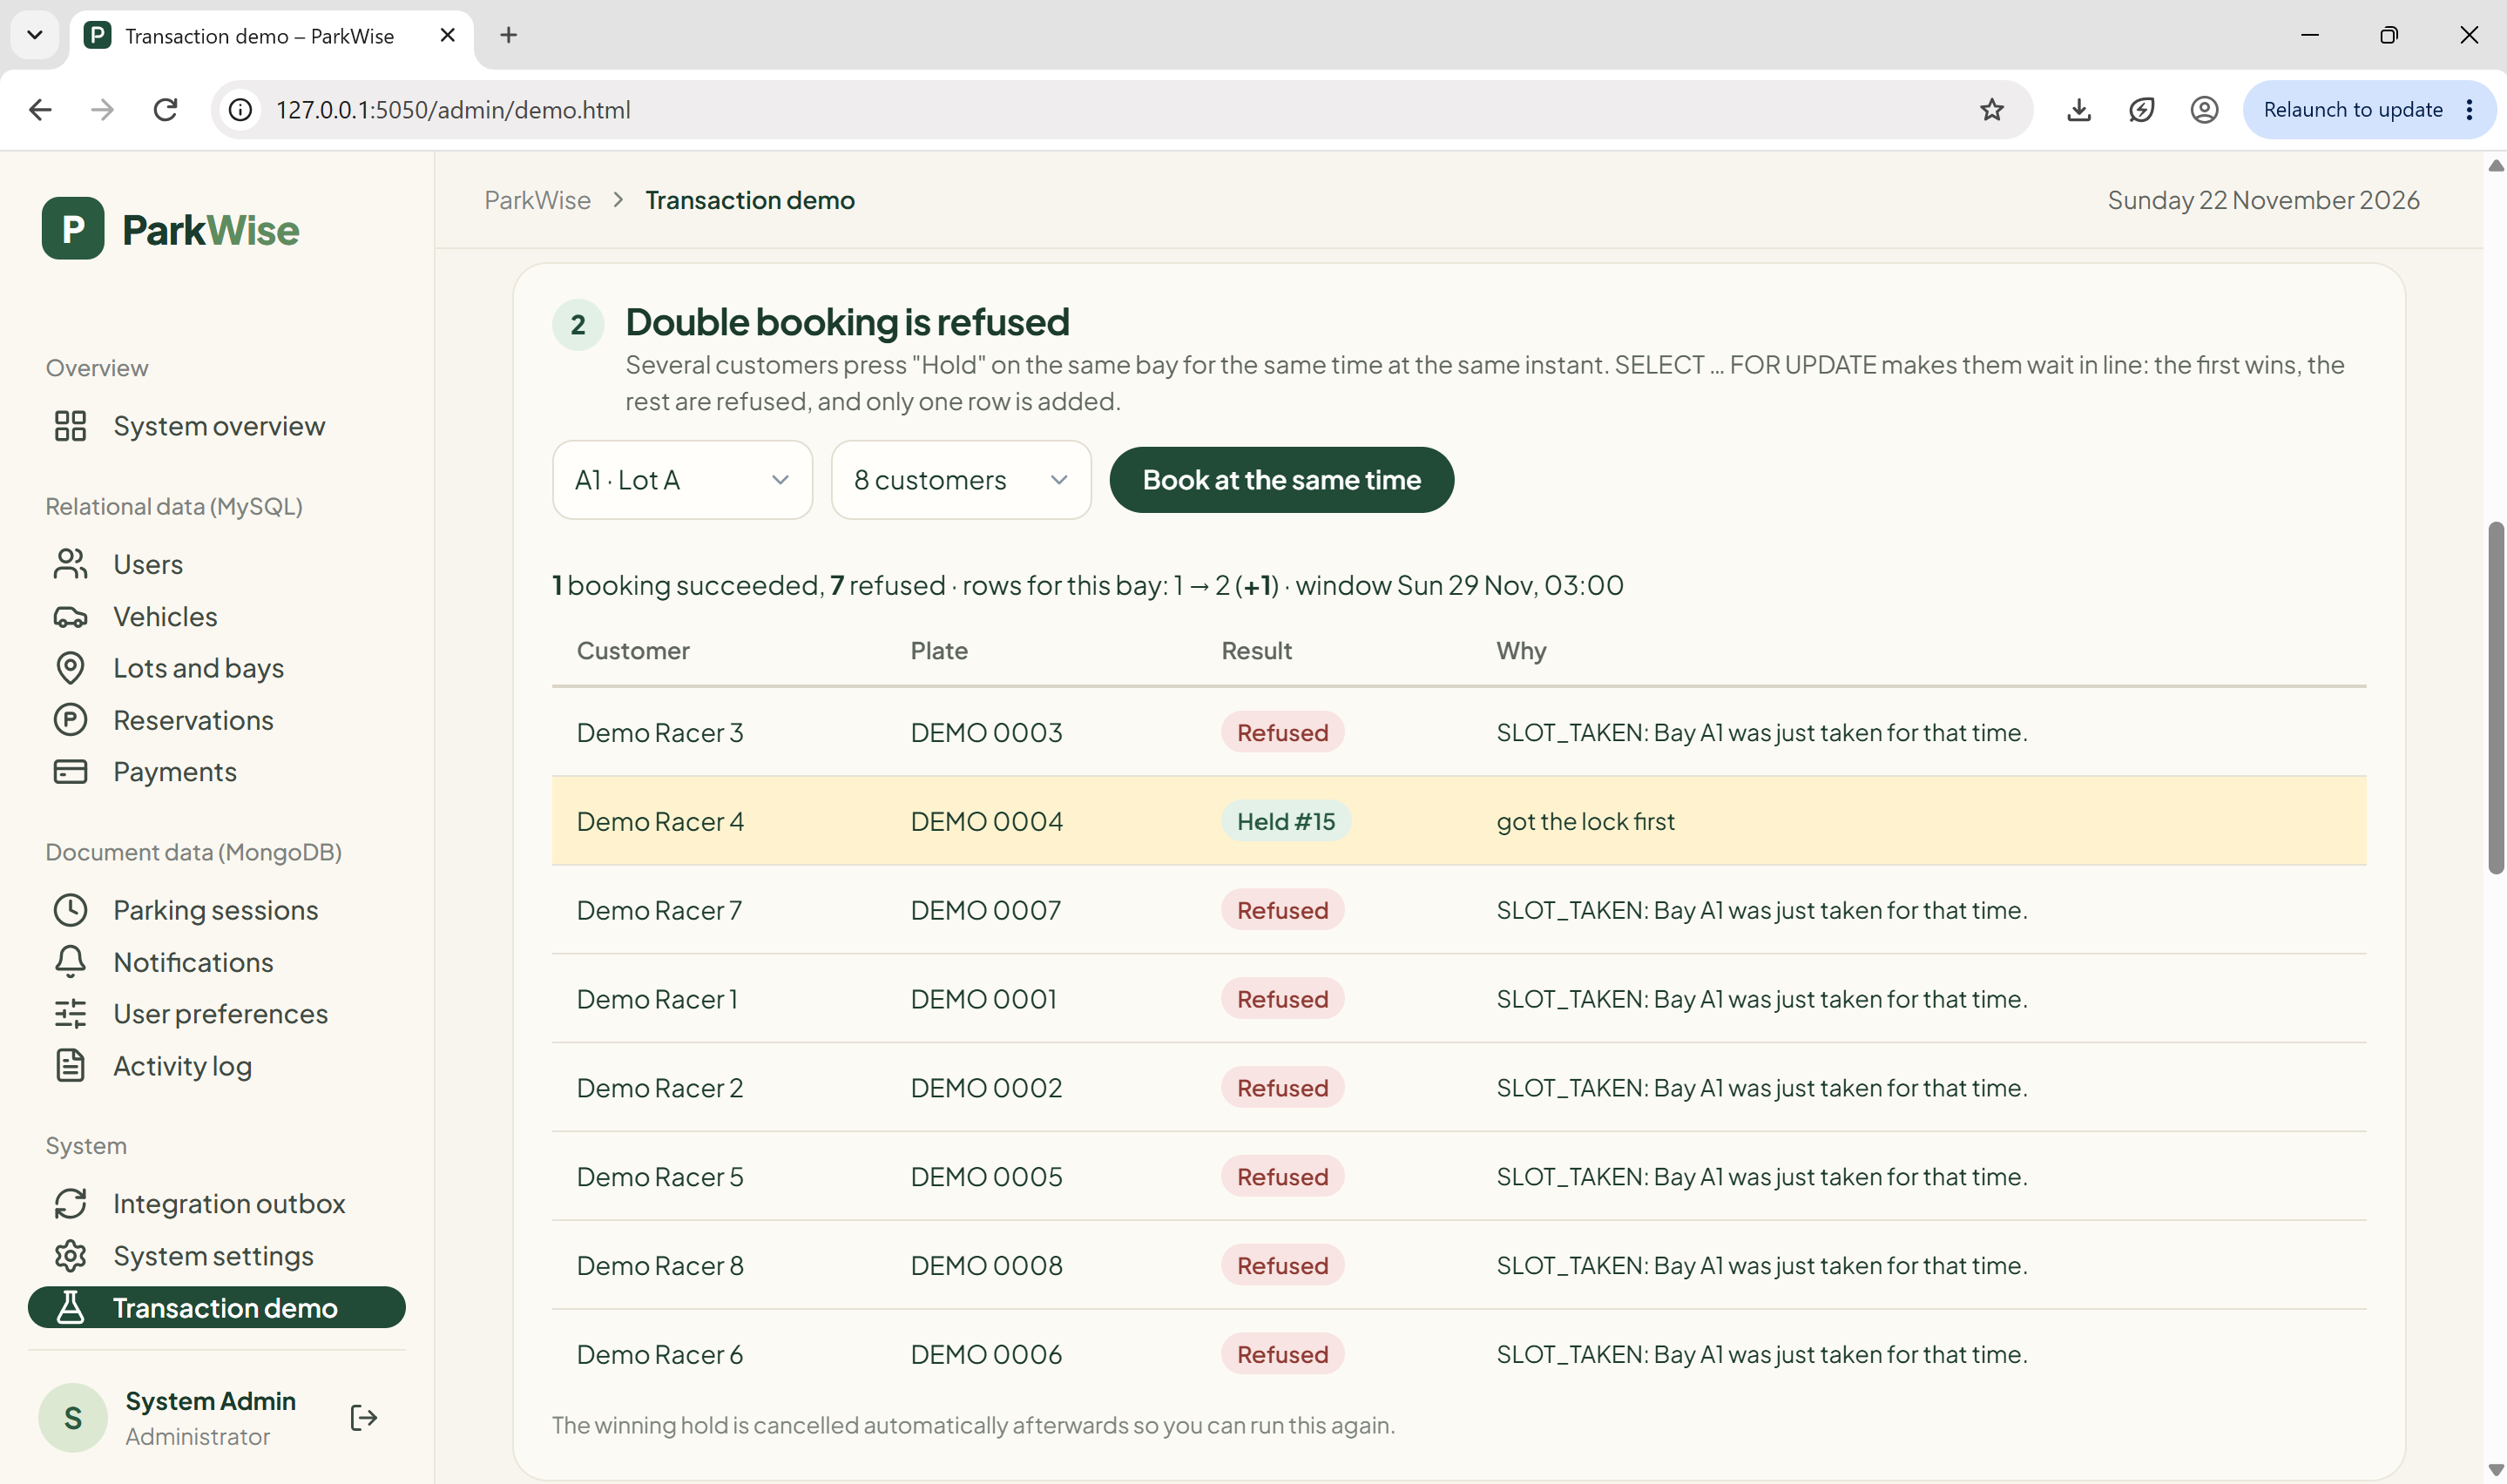 P Transaction demo – ParkWise
127.0.0.1:5050/admin/demo.html
Relaunch to update
P ParkWise
Overview
System overview
Relational data (MySQL)
Users
Vehicles
Lots and bays
Reservations
Payments
Document data (MongoDB)
Parking sessions
Notifications
User preferences
Activity log
System
Integration outbox
System settings
Transaction demo
S
System Admin
Administrator
ParkWise > Transaction demo
Sunday 22 November 2026
2 Double booking is refused
Several customers press "Hold" on the same bay for the same time at the same instant. SELECT ... FOR UPDATE makes them wait in line: the first wins, the
rest are refused, and only one row is added.
A1 · Lot A
8 customers
Book at the same time
1 booking succeeded, 7 refused · rows for this bay: 1 → 2 (+1) · window Sun 29 Nov, 03:00
Customer Plate Result Why
Demo Racer 3 DEMO 0003 Refused SLOT_TAKEN: Bay A1 was just taken for that time.
Demo Racer 4 DEMO 0004 Held #15 got the lock first
Demo Racer 7 DEMO 0007 Refused SLOT_TAKEN: Bay A1 was just taken for that time.
Demo Racer 1 DEMO 0001 Refused SLOT_TAKEN: Bay A1 was just taken for that time.
Demo Racer 2 DEMO 0002 Refused SLOT_TAKEN: Bay A1 was just taken for that time.
Demo Racer 5 DEMO 0005 Refused SLOT_TAKEN: Bay A1 was just taken for that time.
Demo Racer 8 DEMO 0008 Refused SLOT_TAKEN: Bay A1 was just taken for that time.
Demo Racer 6 DEMO 0006 Refused SLOT_TAKEN: Bay A1 was just taken for that time.
The winning hold is cancelled automatically afterwards so you can run this again.